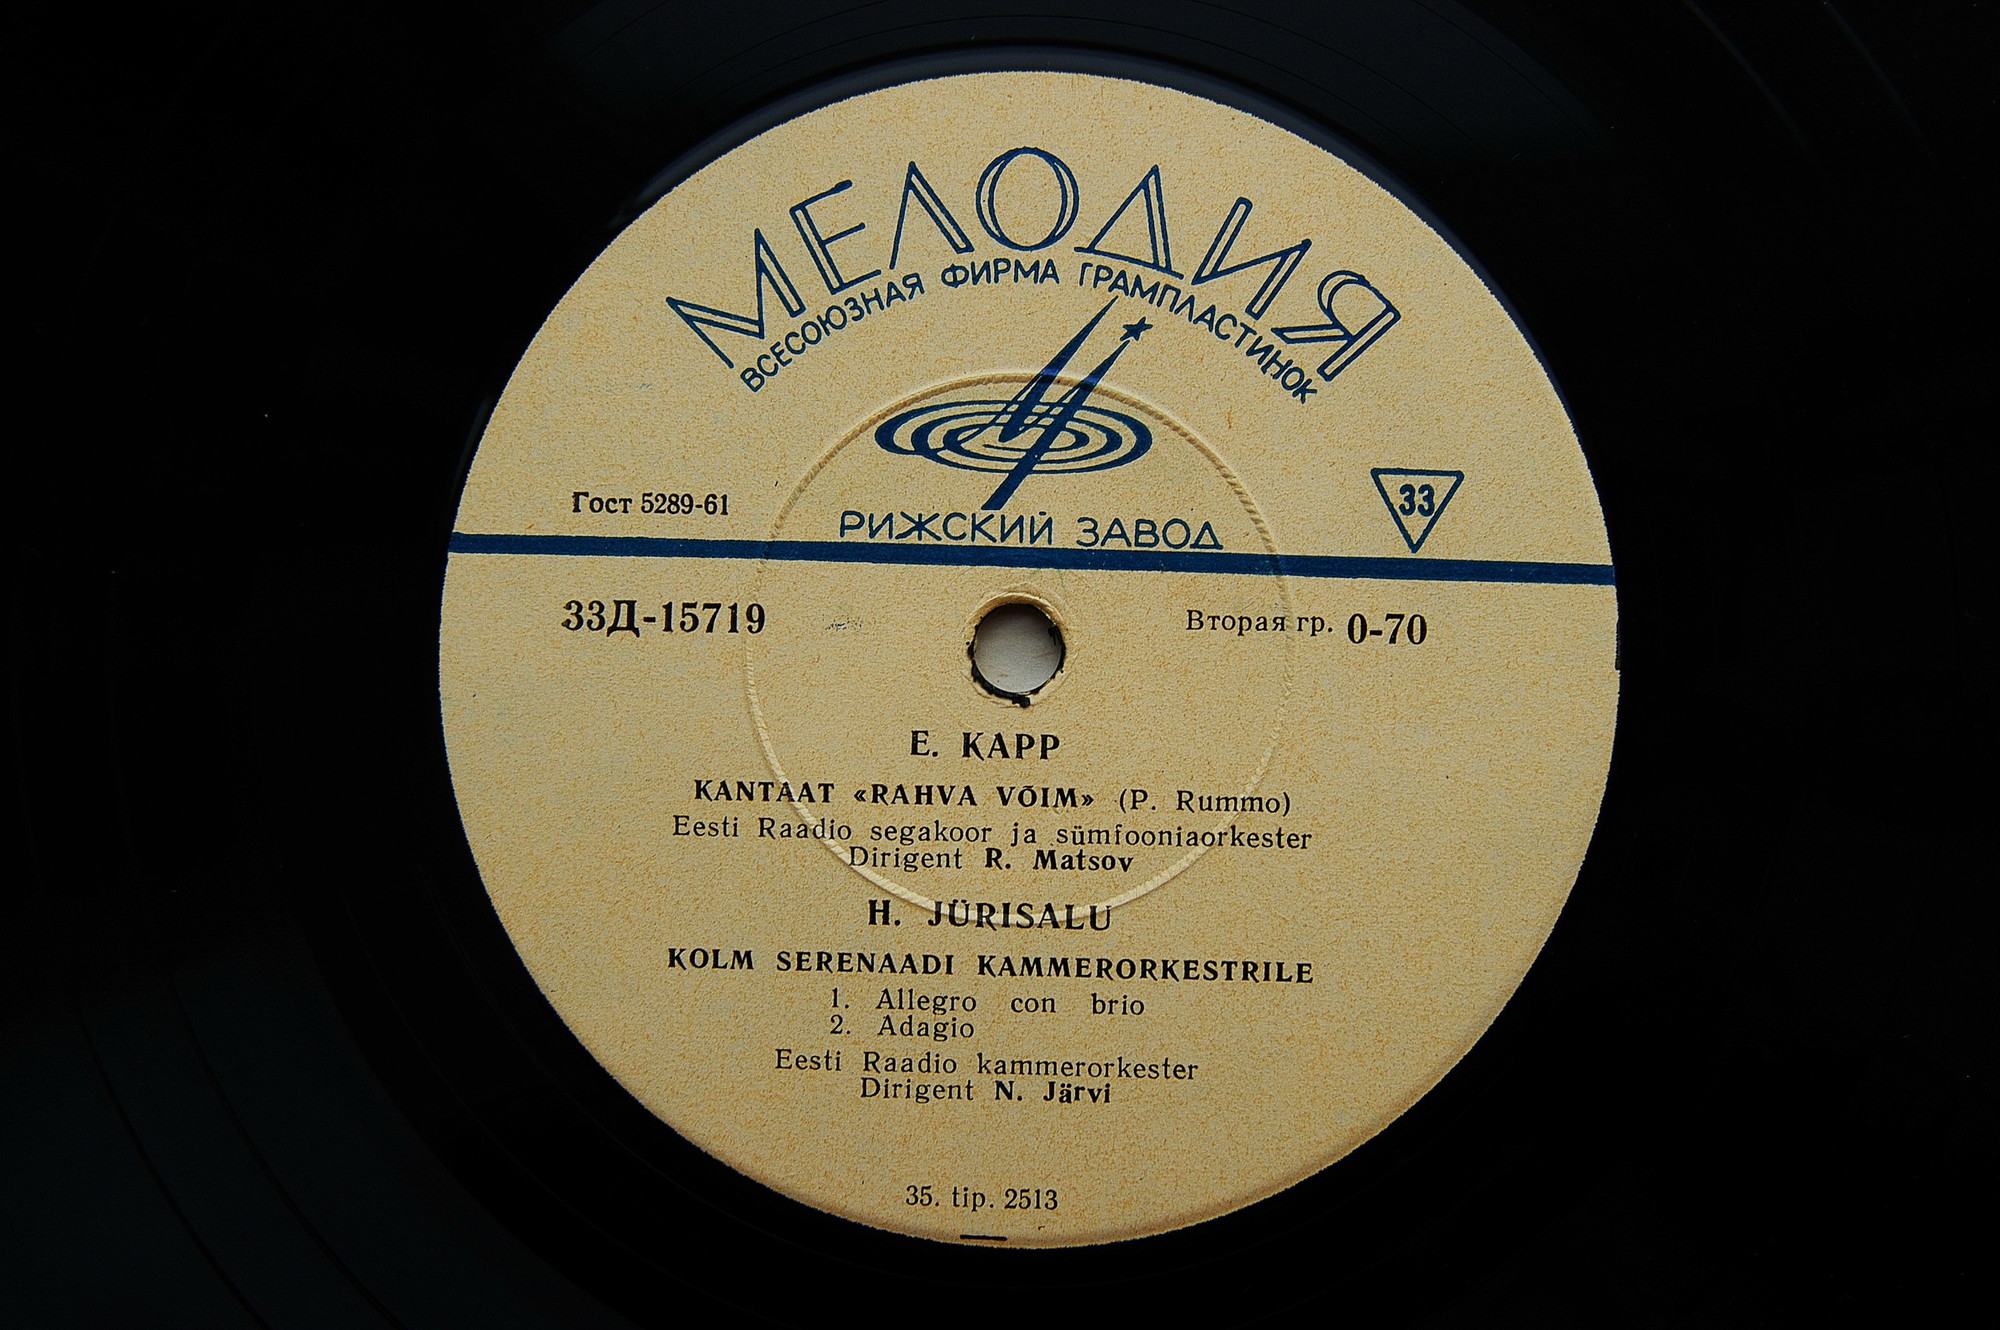 МЕЛОДИЯ
ВСЕСОЮЗНАЯ ФИРМА ГРАМПЛАСТИНОК
Гост 5289-61
33
РИЖСКИЙ ЗАВОД
33Д-15719
Вторая гр. 0-70
E. KAPP
KANTAAT «RAHVA VÕIM» (P. Rummo)
Eesti Raadio segakoor ja sümfooniaorkester
Dirigent R. Matsov
H. JÜRISALU
KOLM SERENAADI KAMMERORKESTRILE
1. Allegro con brio
2. Adagio
Eesti Raadio kammerorkester
Dirigent N. Järvi
35. tip. 2513